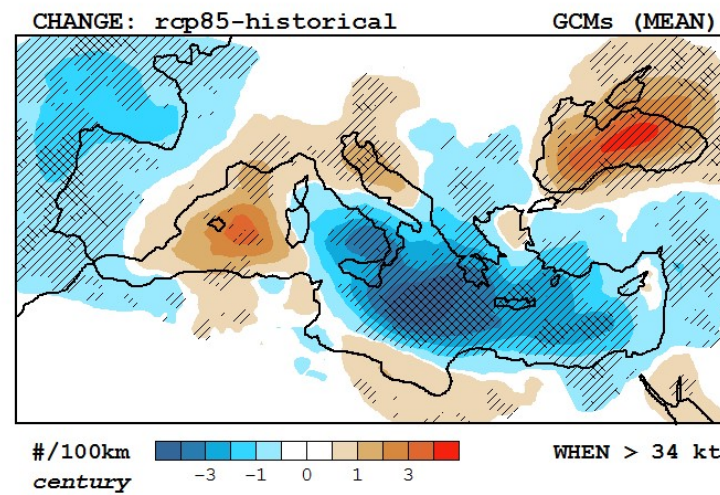 CHANGE: rcp85-historical GCMs (MEAN)
#/100km -3 -1 0 1 3 WHEN > 34 kt
century